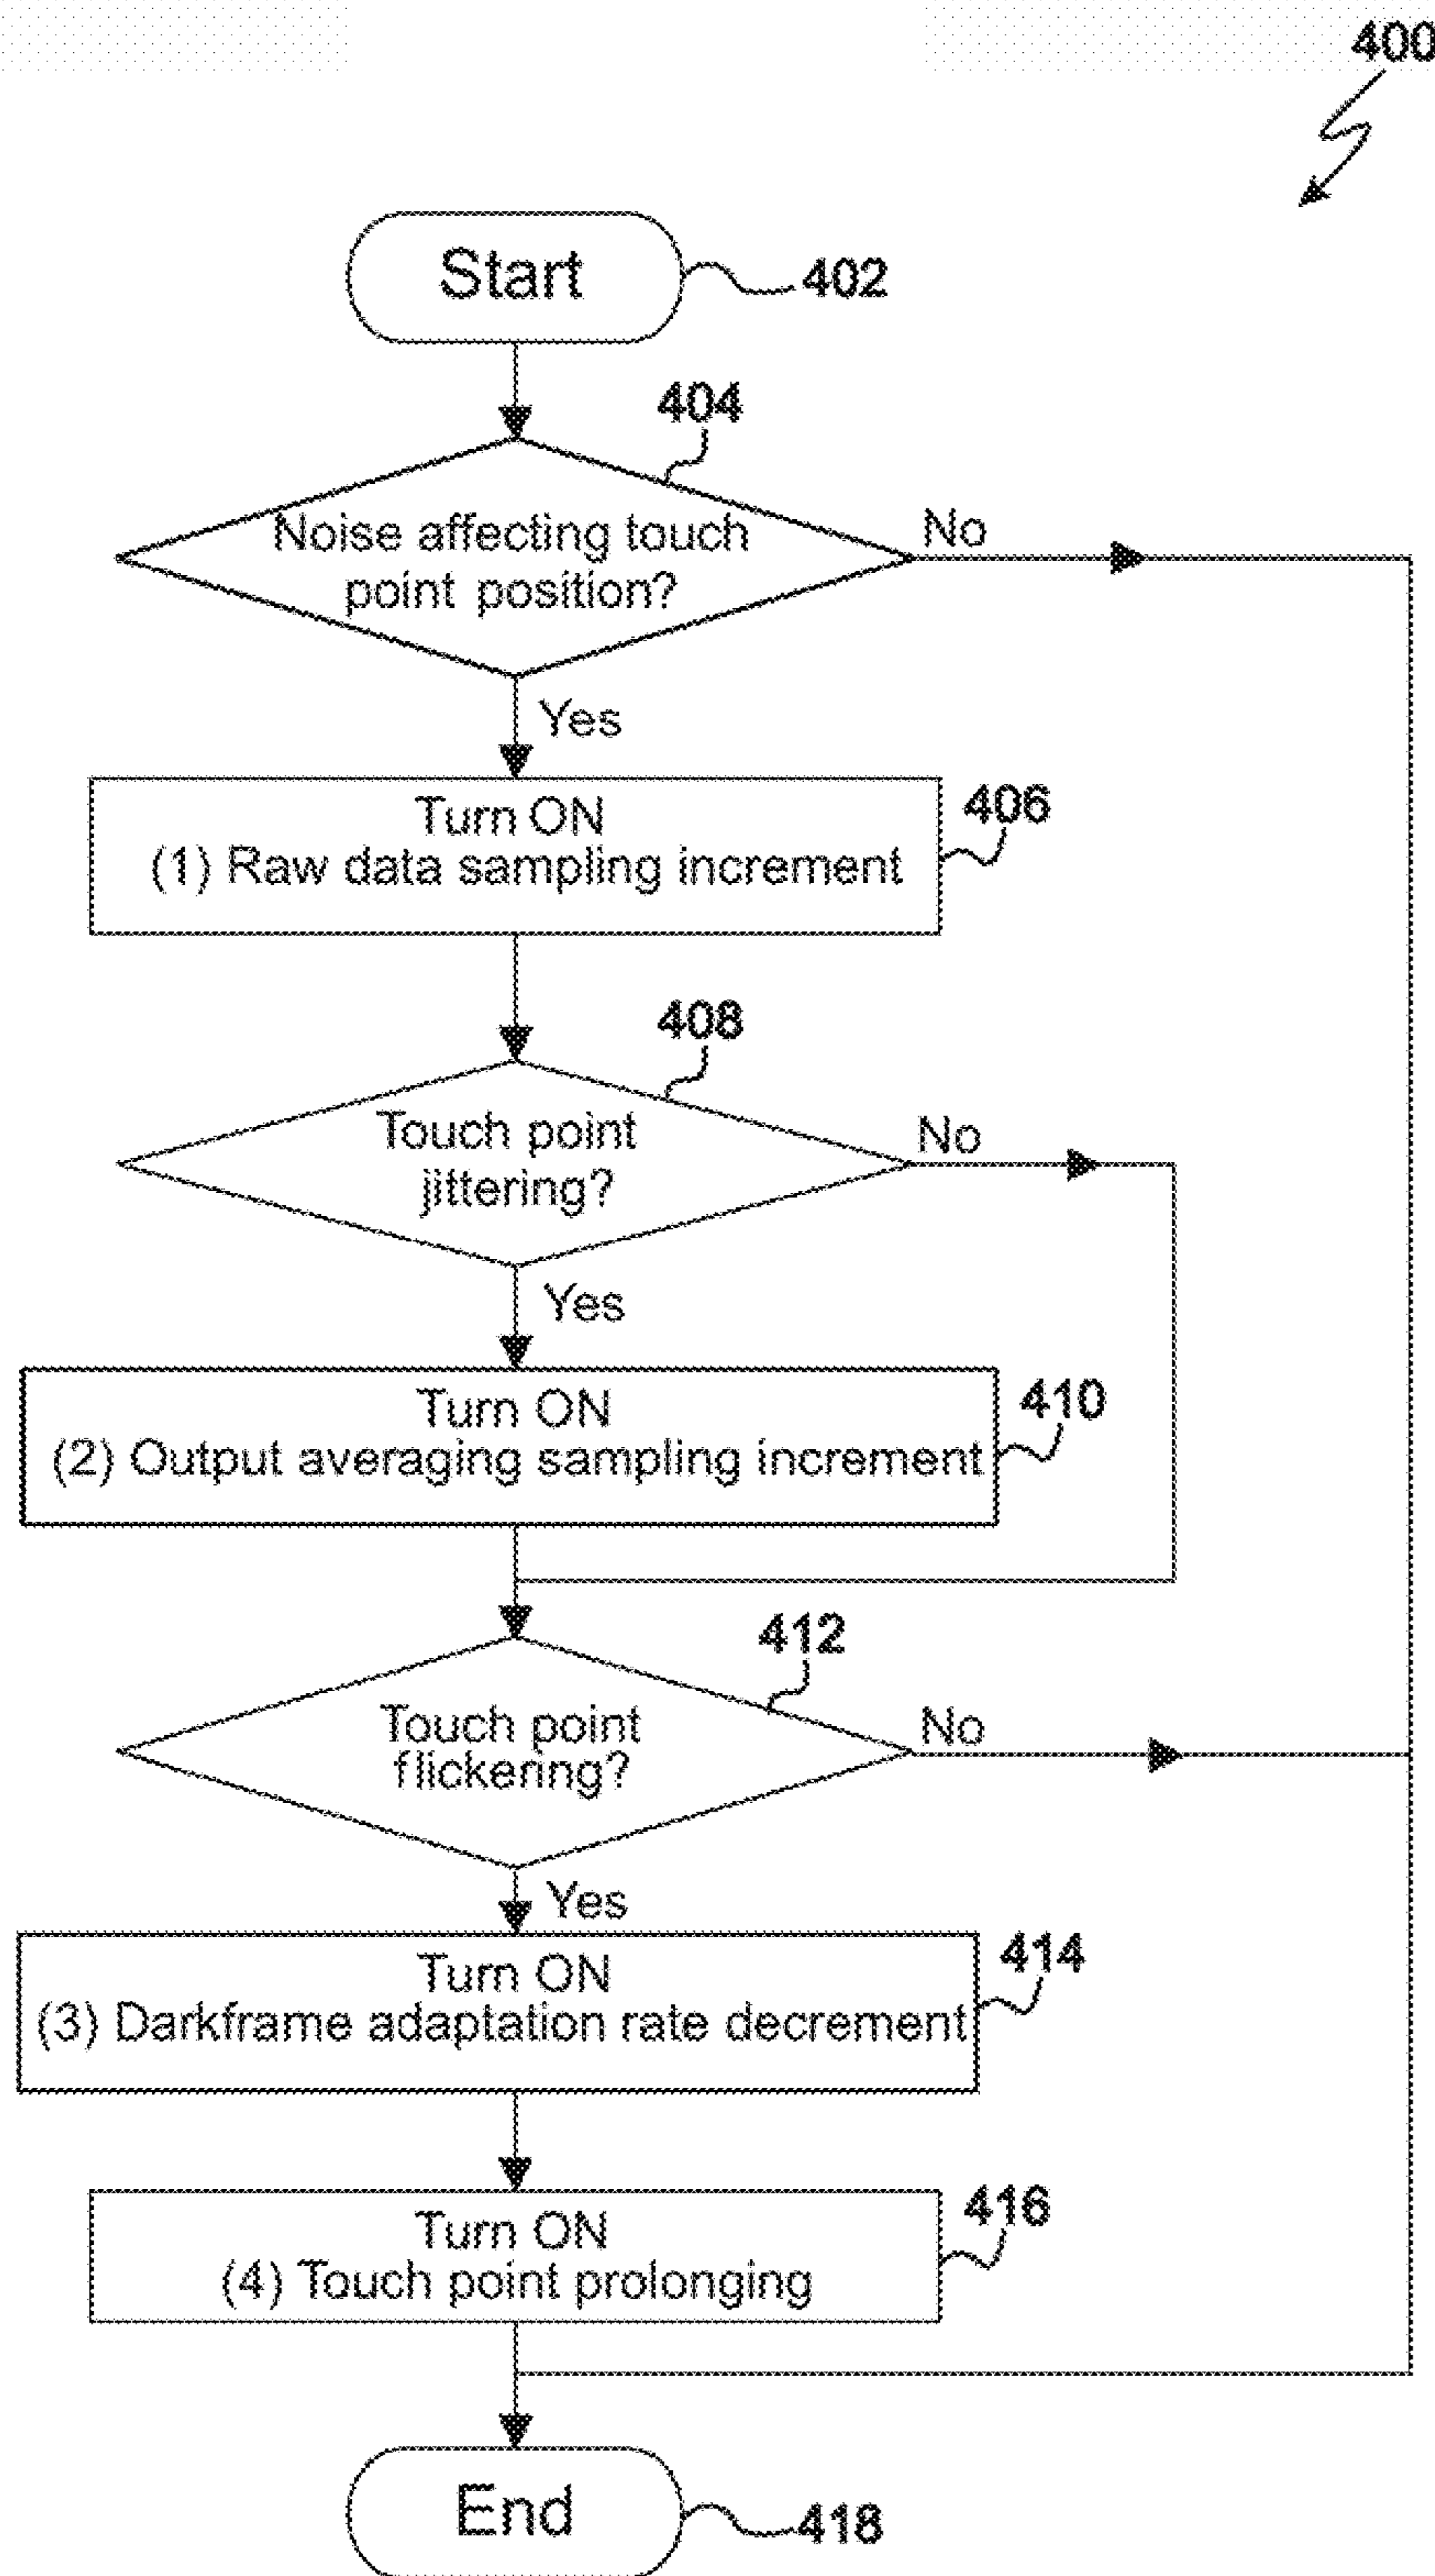 400
Start
402
404
Noise affecting touch
point position?
No
Yes
Turn ON
(1) Raw data sampling increment
406
408
Touch point
jittering?
No
Yes
Turn ON
(2) Output averaging sampling increment
410
412
Touch point
flickering?
No
Yes
Turn ON
(3) Darkframe adaptation rate decrement
414
Turn ON
(4) Touch point prolonging
416
End
418